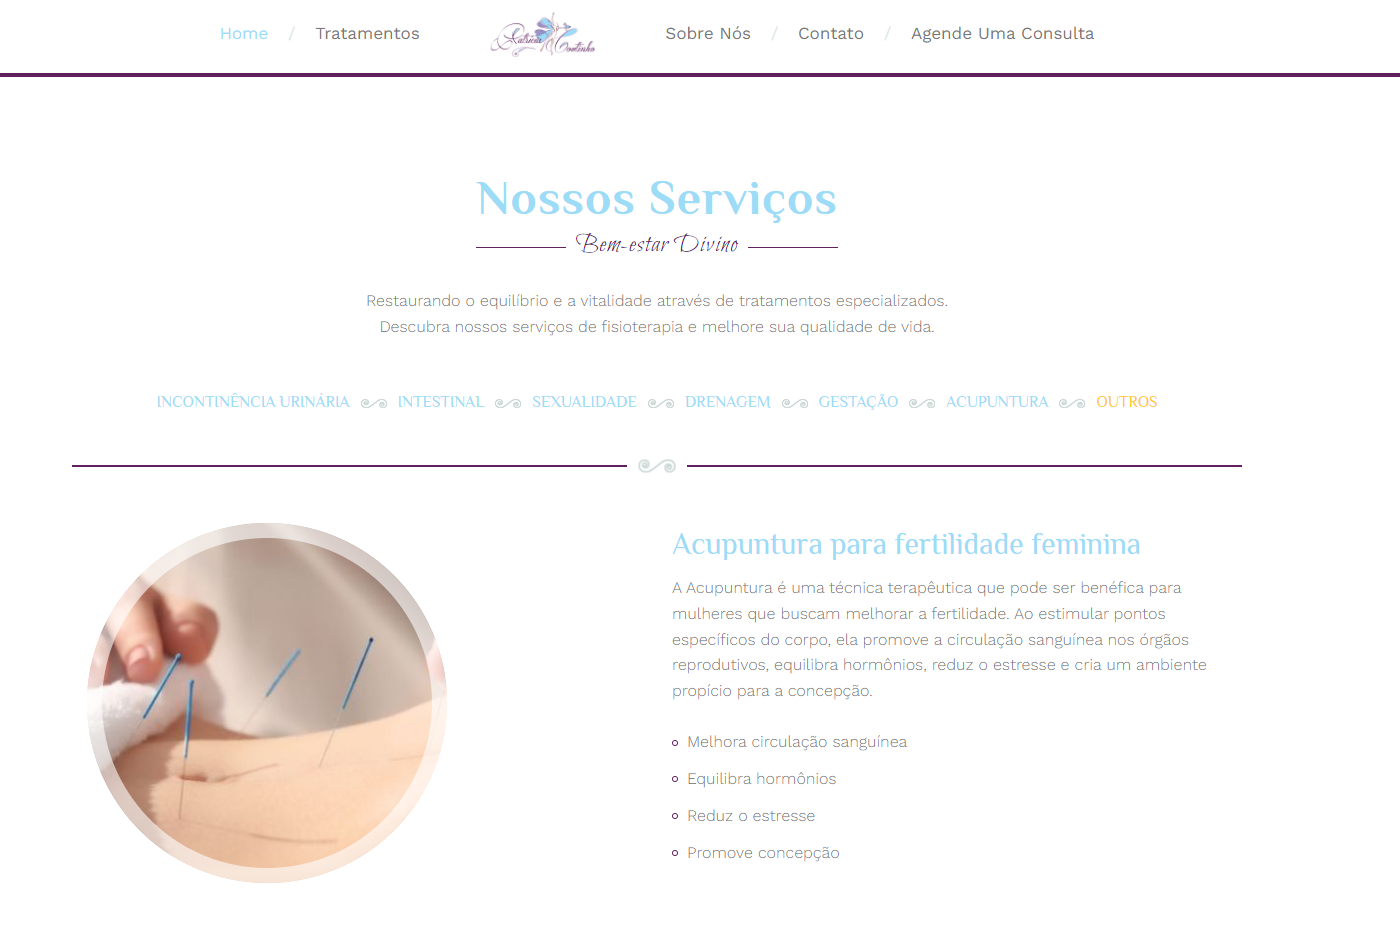 Home / Tratamentos
Patrícia Coutinho
Sobre Nós / Contato / Agende Uma Consulta
Nossos Serviços
Bem-estar Divino
Restaurando o equilíbrio e a vitalidade através de tratamentos especializados.
Descubra nossos serviços de fisioterapia e melhore sua qualidade de vida.
INCONTINÊNCIA URINÁRIA INTESTINAL SEXUALIDADE DRENAGEM GESTAÇÃO ACUPUNTURA OUTROS
Acupuntura para fertilidade feminina
A Acupuntura é uma técnica terapêutica que pode ser benéfica para
mulheres que buscam melhorar a fertilidade. Ao estimular pontos
específicos do corpo, ela promove a circulação sanguínea nos órgãos
reprodutivos, equilibra hormônios, reduz o estresse e cria um ambiente
propício para a concepção.
Melhora circulação sanguínea
Equilibra hormônios
Reduz o estresse
Promove concepção